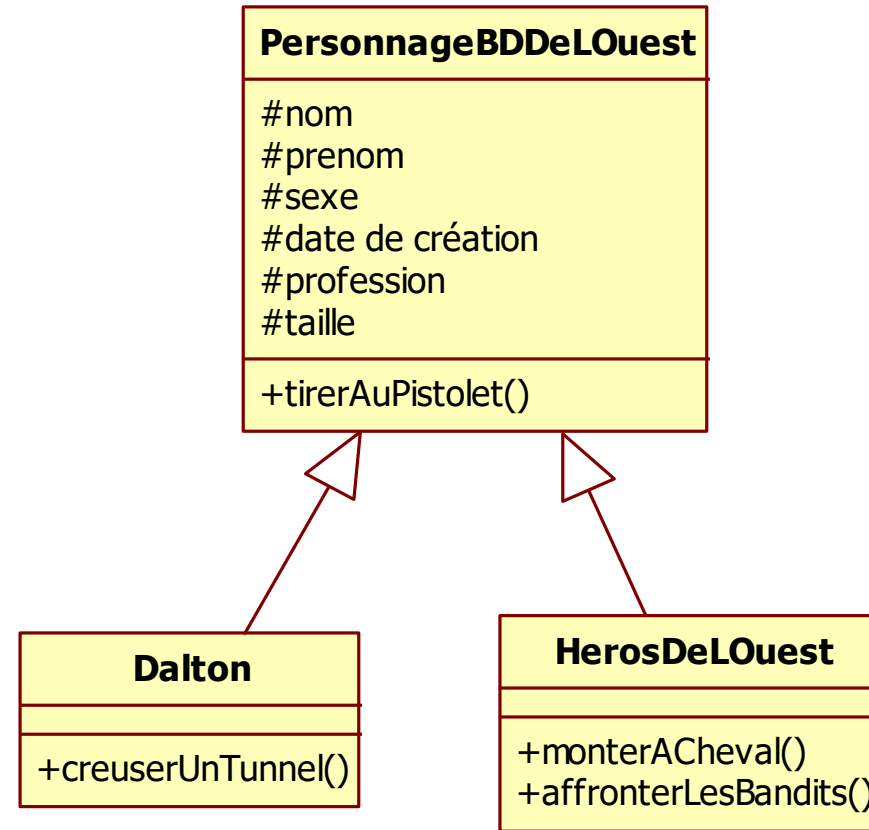 PersonnageBDDeLOuest
#nom
#prenom
#sexe
#date de création
#profession
#taille
+tirerAuPistolet()
Dalton
+creuserUnTunnel()
HerosDeLOuest
+monterACheval()
+affronterLesBandits()